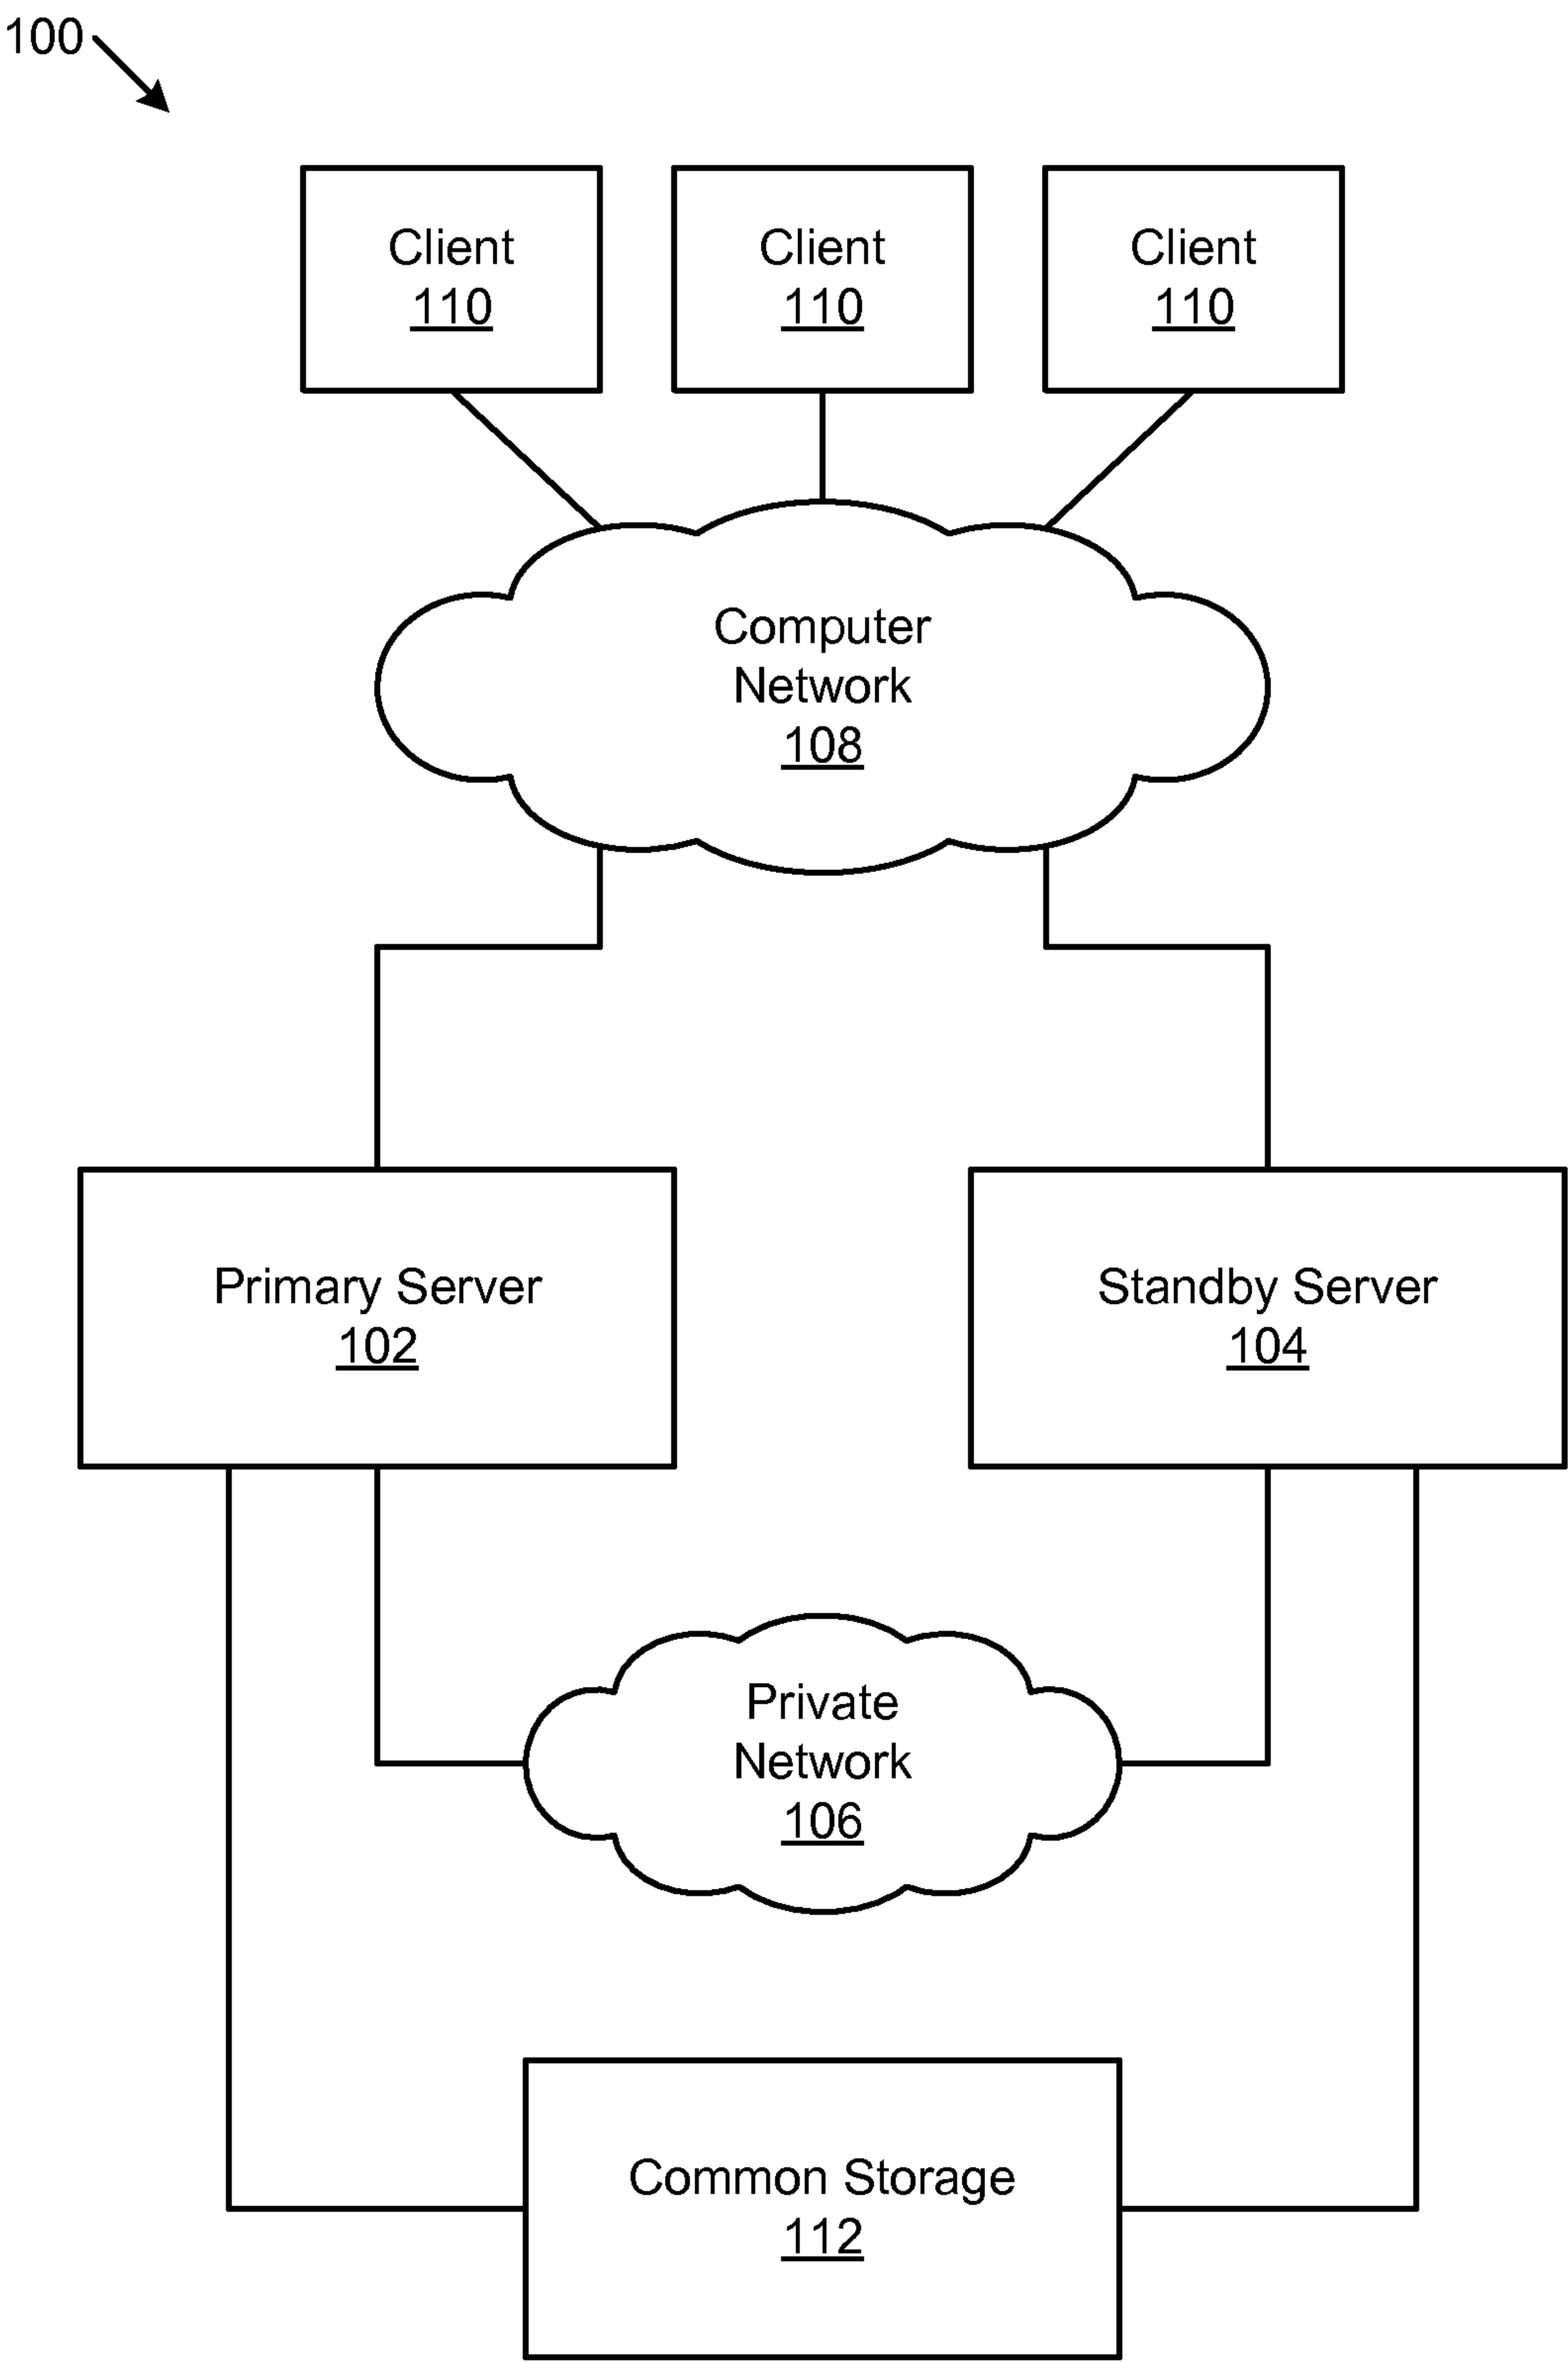 100
Client
110
Client
110
Client
110
Computer
Network
108
Primary Server
102
Standby Server
104
Private
Network
106
Common Storage
112